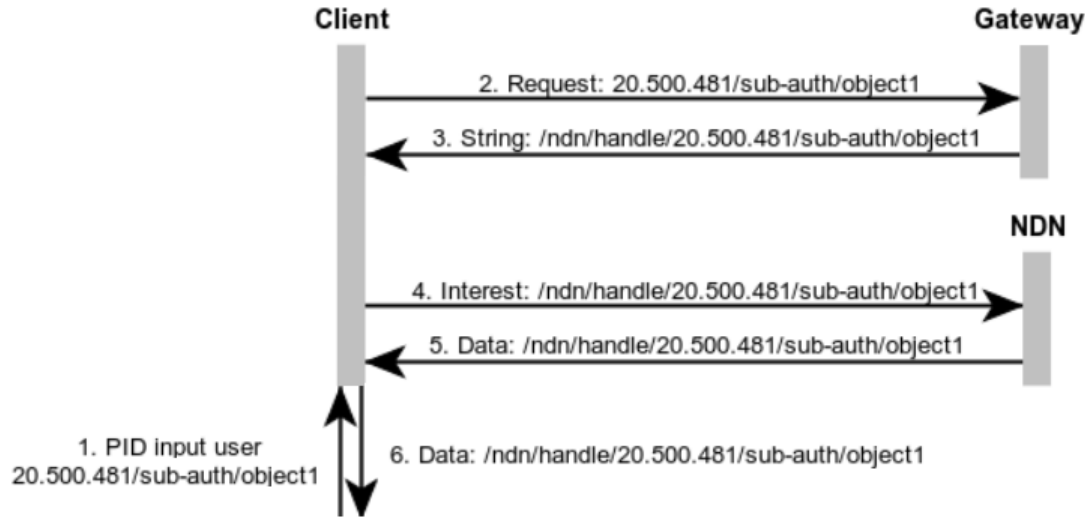 Client
Gateway
2. Request: 20.500.481/sub-auth/object1
3. String: /ndn/handle/20.500.481/sub-auth/object1
NDN
4. Interest: /ndn/handle/20.500.481/sub-auth/object1
5. Data: /ndn/handle/20.500.481/sub-auth/object1
1. PID input user
20.500.481/sub-auth/object1
6. Data: /ndn/handle/20.500.481/sub-auth/object1